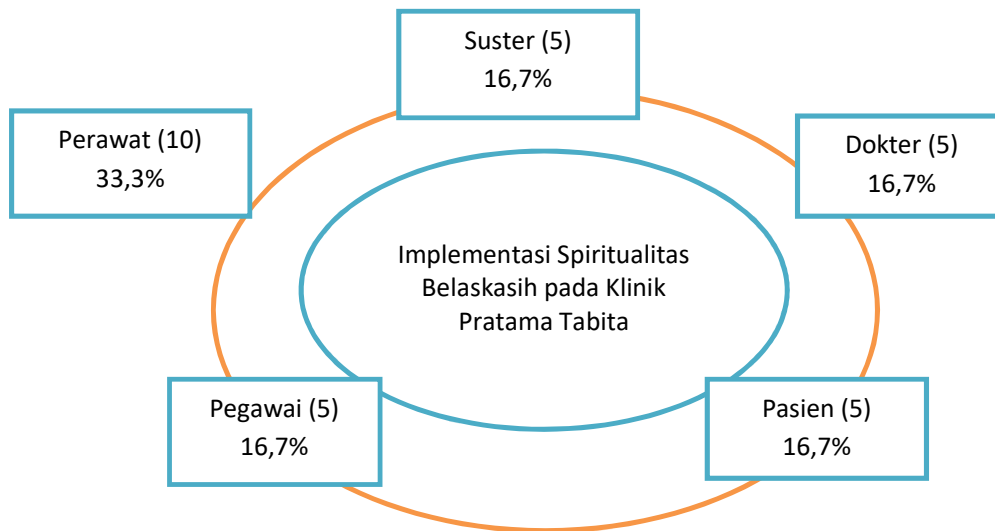 Suster (5)
16,7%
Perawat (10)
33,3%
Dokter (5)
16,7%
Implementasi Spiritualitas
Belaskasih pada Klinik
Pratama Tabita
Pegawai (5)
16,7%
Pasien (5)
16,7%